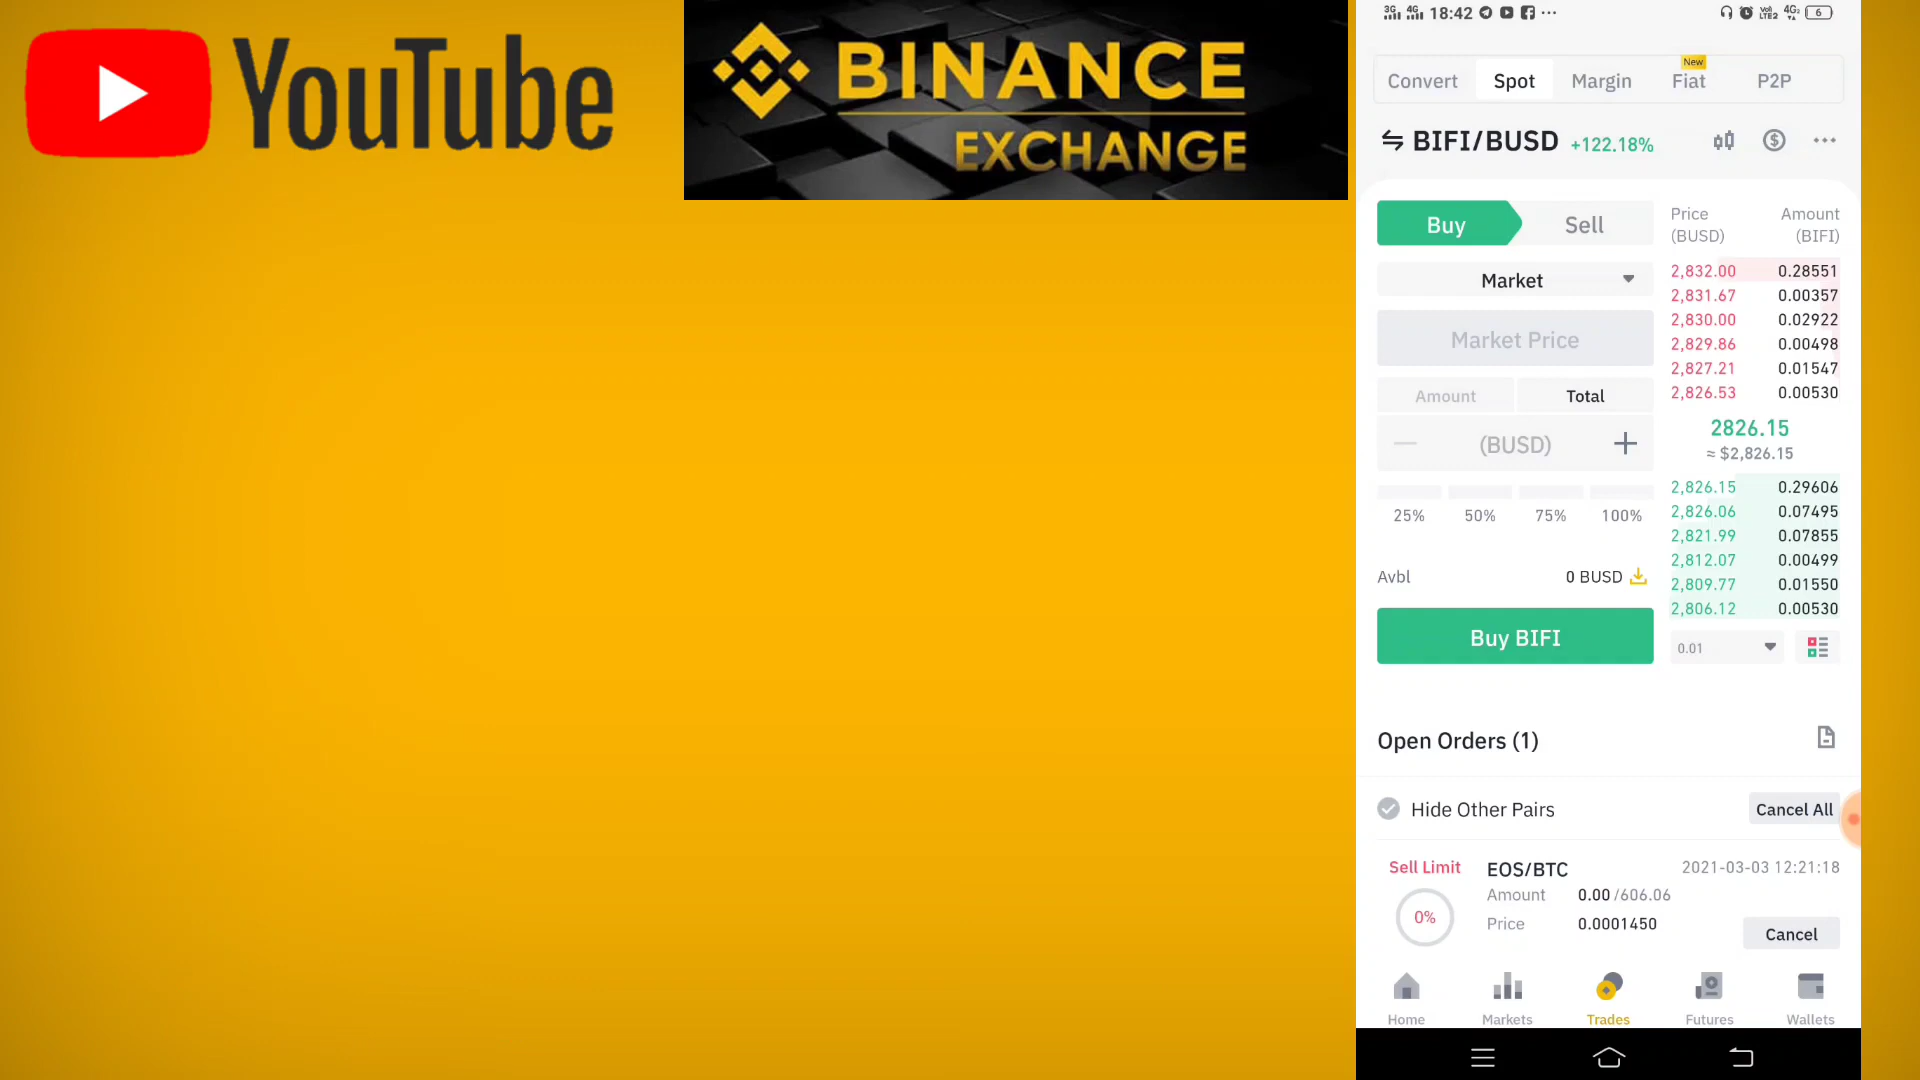 YouTube
BINANCE
EXCHANGE
3G 4G 18:42 ... VoI LTE2 4G 6
Convert Spot Margin Fiat New P2P
BIFI/BUSD +122.18%
Buy Sell
Market
Market Price
Amount Total
(BUSD)
25% 50% 75% 100%
Avbl 0 BUSD
Buy BIFI
Price Amount
(BUSD) (BIFI)
2,832.00 0.28551
2,831.67 0.00357
2,830.00 0.02922
2,829.86 0.00498
2,827.21 0.01547
2,826.53 0.00530
2826.15
≈ $2,826.15
2,826.15 0.29606
2,826.06 0.07495
2,821.99 0.07855
2,812.07 0.00499
2,809.77 0.01550
2,806.12 0.00530
0.01
Open Orders (1)
Hide Other Pairs Cancel All
Sell Limit EOS/BTC 2021-03-03 12:21:18
Amount 0.00 /606.06
0%
Price 0.0001450
Cancel
Home Markets Trades Futures Wallets